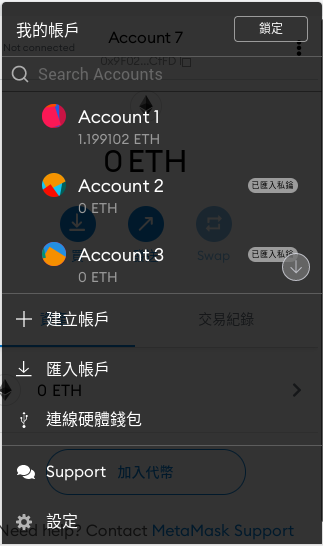 我的帳戶
鎖定
Not connected
Account 7
0x9F02...CfFD
Search Accounts
Account 1
1.199102 ETH
0 ETH
Account 2
已匯入私鑰
0 ETH
Swap
Account 3
已匯入私鑰
0 ETH
建立帳戶
交易紀錄
匯入帳戶
0 ETH
連線硬體錢包
Support
加入代幣
設定
Need help? Contact MetaMask Support